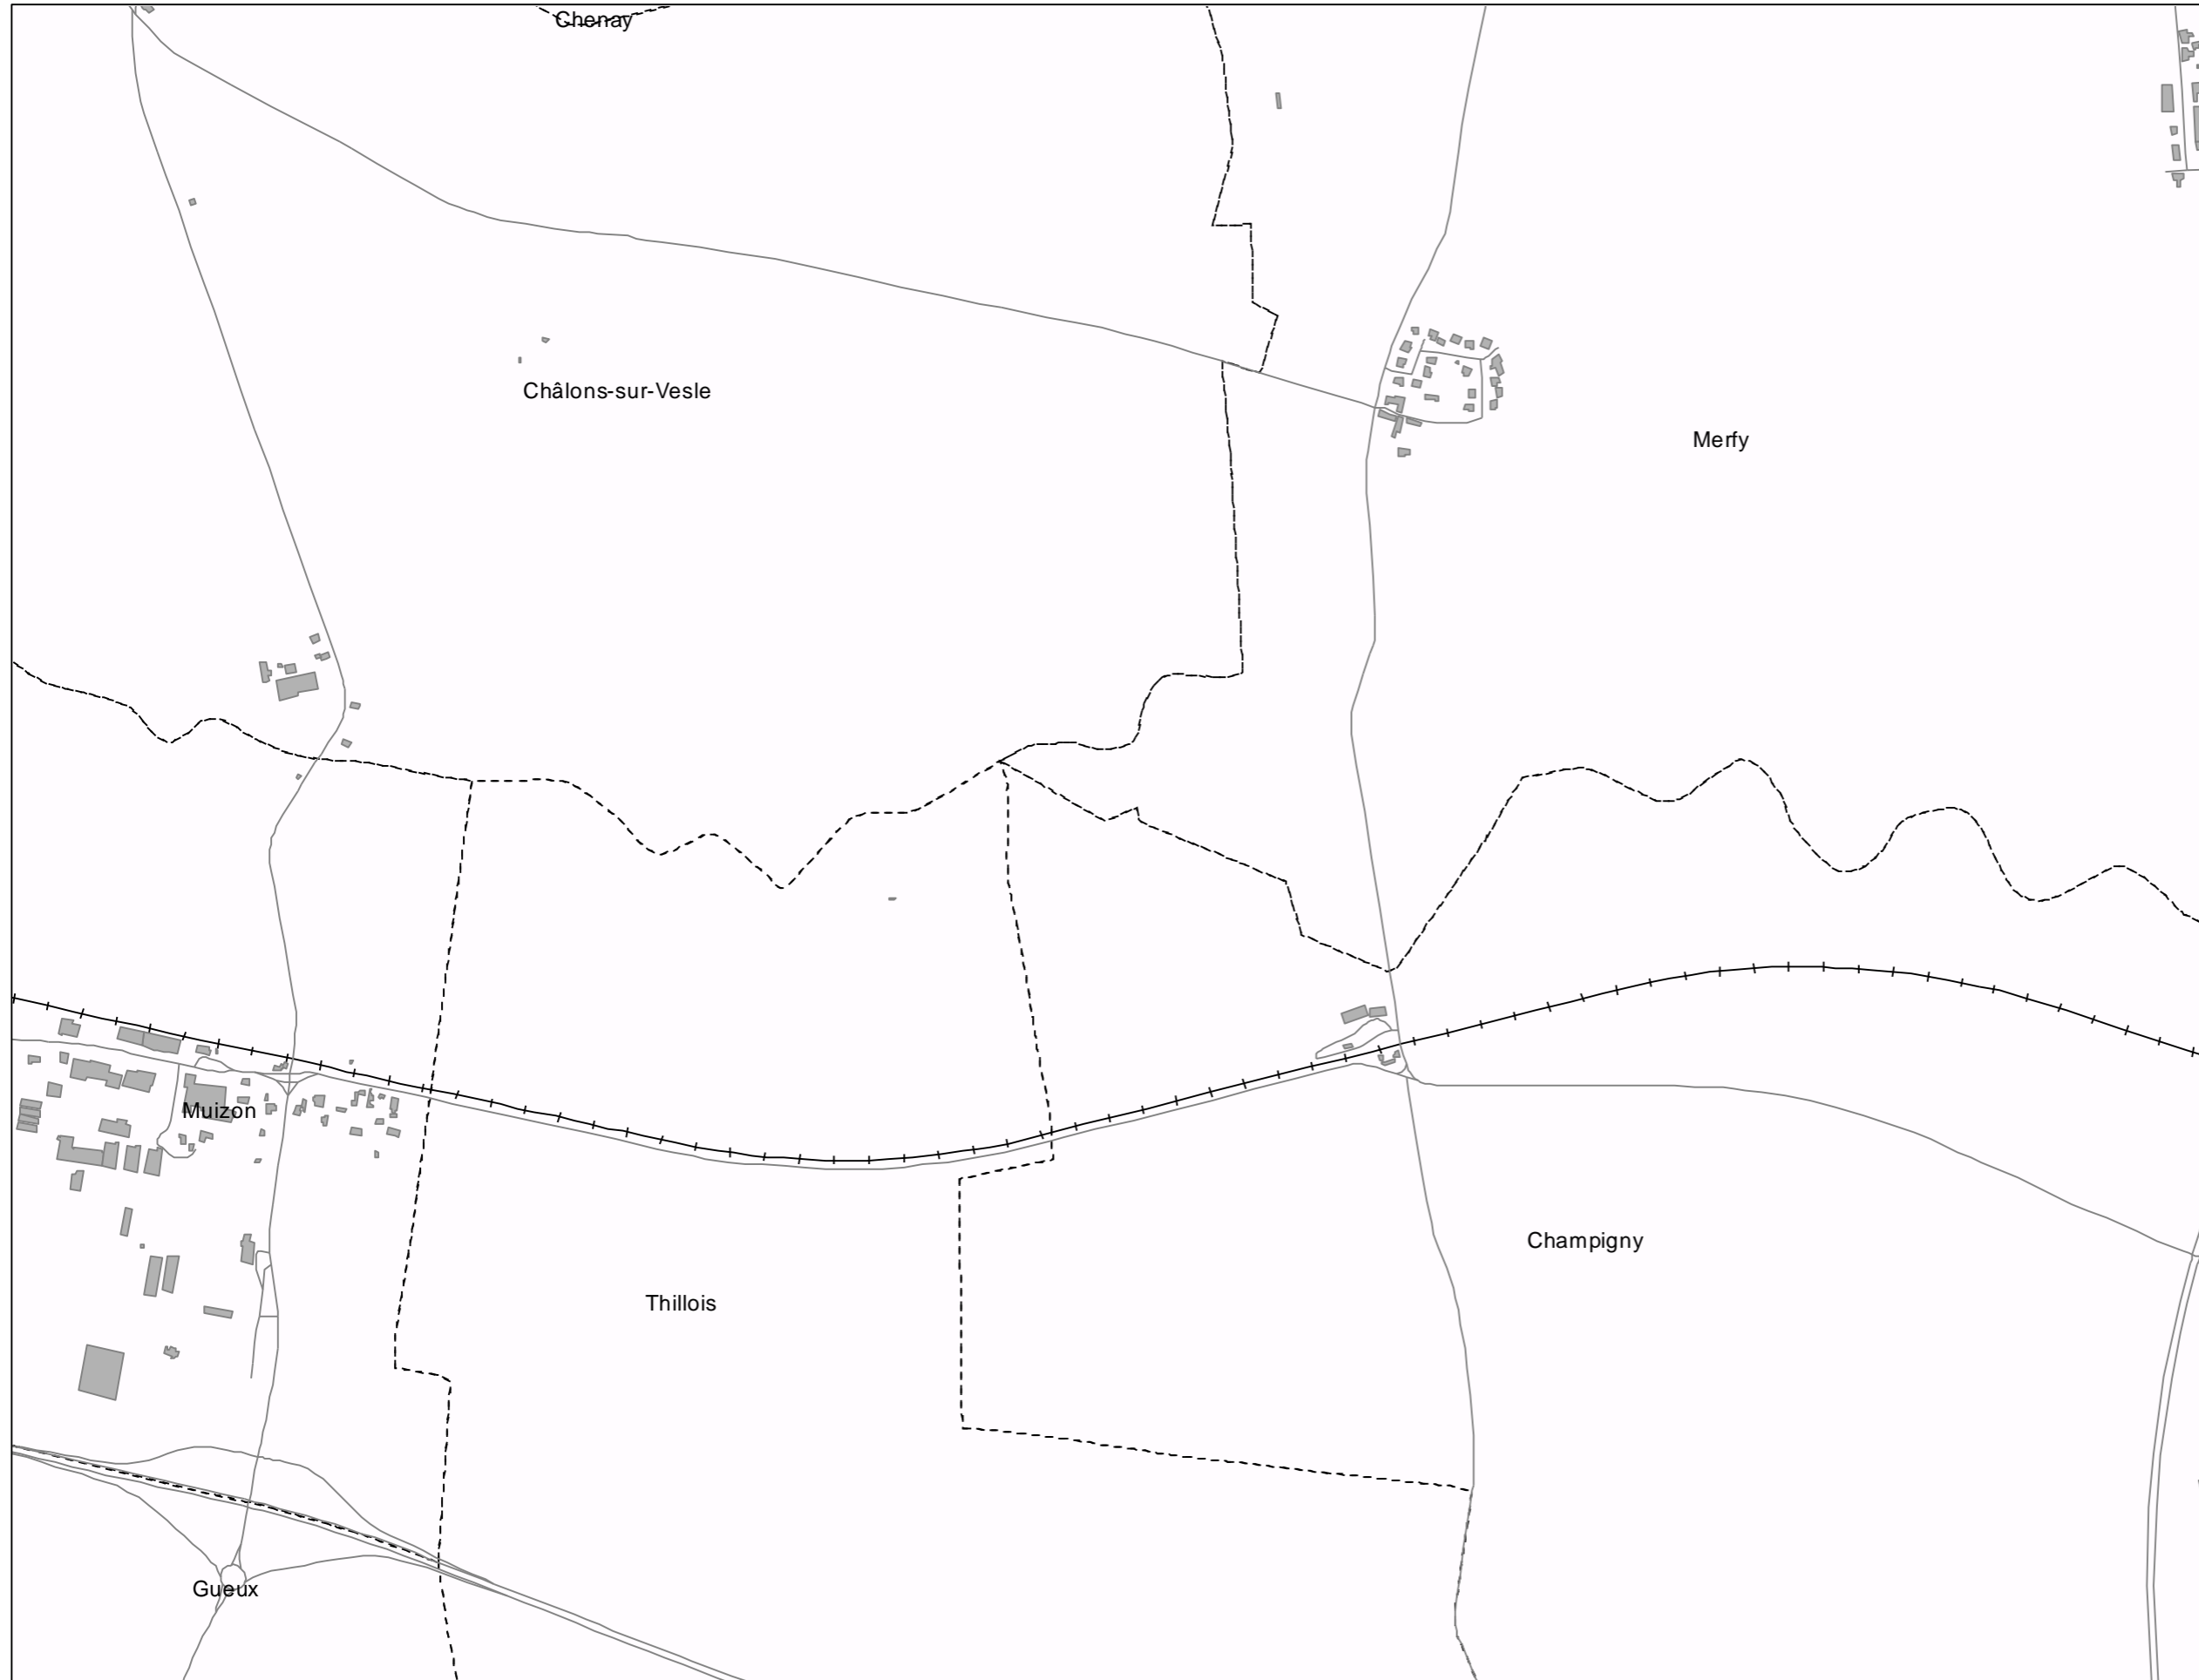 Chenay
Châlons-sur-Vesle
Merfy
Muizon
Champigny
Thillois
Gueux